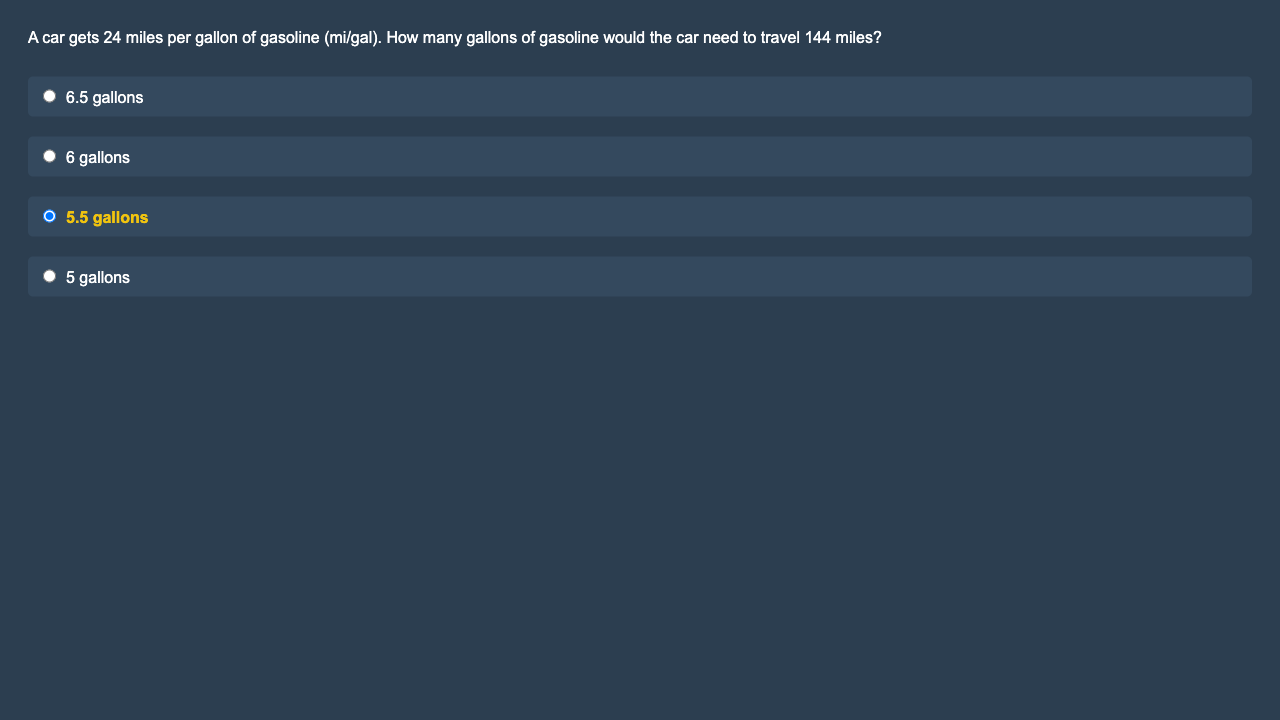 A car gets 24 miles per gallon of gasoline (mi/gal). How many gallons of gasoline would the car need to travel 144 miles?
6.5 gallons
6 gallons
5.5 gallons
5 gallons